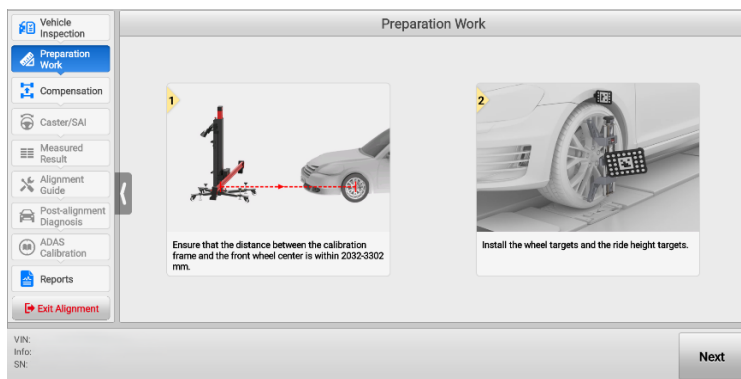 Vehicle
Inspection
Preparation
Work
Compensation
Caster/SAI
Measured
Result
Alignment
Guide
Post-alignment
Diagnosis
ADAS
Calibration
Reports
Exit Alignment
Preparation Work
1
Ensure that the distance between the calibration
frame and the front wheel center is within 2032-3302
mm.
2
Install the wheel targets and the ride height targets.
VIN:
Info:
SN:
Next